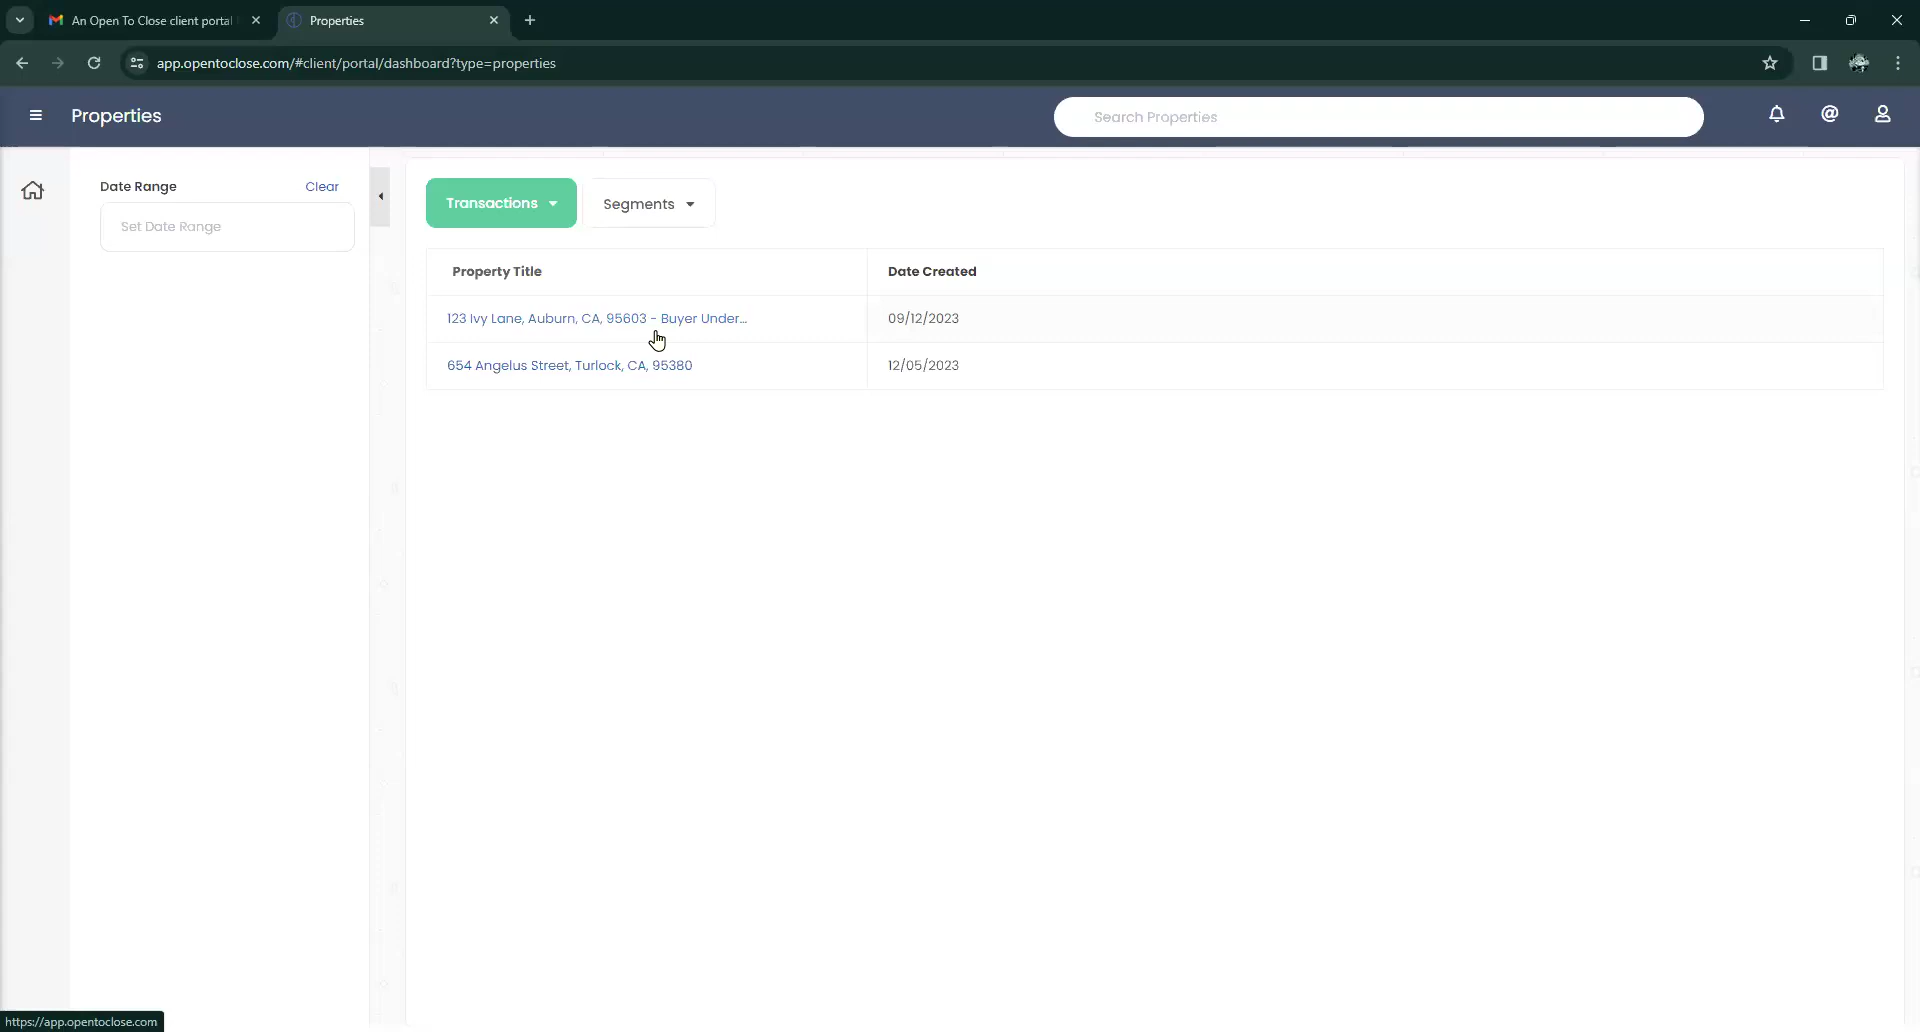 An Open To Close client portal
Properties
app.opentoclose.com/#client/portal/dashboard?type=properties
Properties
Search Properties
@
Date Range
Clear
Set Date Range
Transactions
Segments
Property Title
Date Created
123 Ivy Lane, Auburn, CA, 95603 - Buyer Under...
09/12/2023
654 Angelus Street, Turlock, CA, 95380
12/05/2023
https://app.opentoclose.com